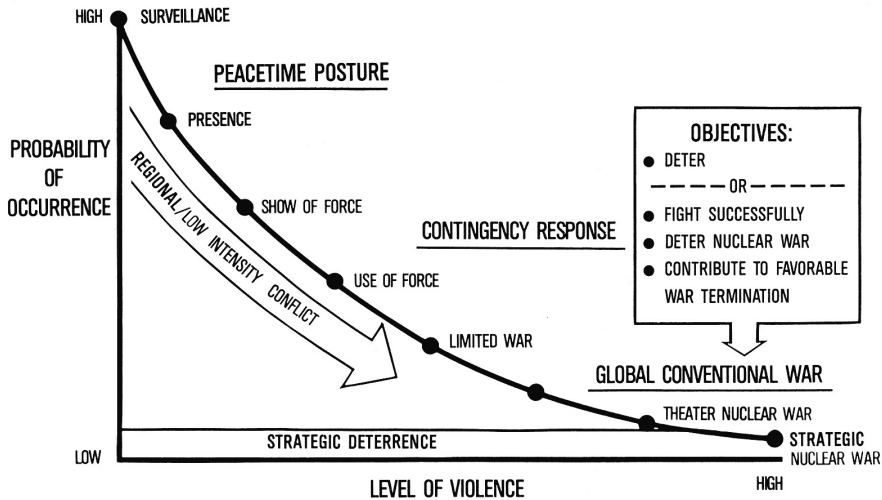 HIGH
SURVEILLANCE
PEACETIME POSTURE
PRESENCE
PROBABILITY
OF
OCCURRENCE
REGIONAL/LOW INTENSITY CONFLICT
SHOW OF FORCE
CONTINGENCY RESPONSE
USE OF FORCE
OBJECTIVES:
DETER
OR
FIGHT SUCCESSFULLY
DETER NUCLEAR WAR
CONTRIBUTE TO FAVORABLE
WAR TERMINATION
LIMITED WAR
GLOBAL CONVENTIONAL WAR
THEATER NUCLEAR WAR
STRATEGIC DETERRENCE
STRATEGIC
NUCLEAR WAR
LOW
LEVEL OF VIOLENCE
HIGH